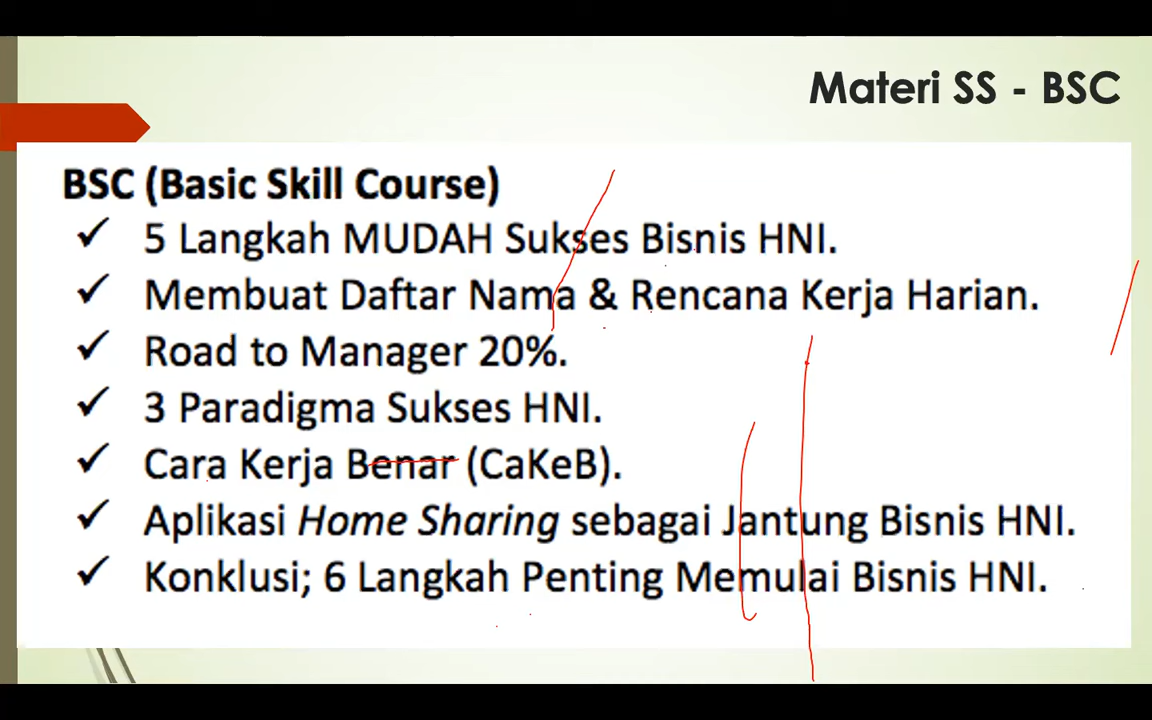 Materi SS - BSC
BSC (Basic Skill Course)
✓ 5 Langkah MUDAH Sukses Bisnis HNI.
✓ Membuat Daftar Nama & Rencana Kerja Harian.
✓ Road to Manager 20%.
✓ 3 Paradigma Sukses HNI.
✓ Cara Kerja Benar (CaKeB).
✓ Aplikasi Home Sharing sebagai Jantung Bisnis HNI.
✓ Konklusi; 6 Langkah Penting Memulai Bisnis HNI.